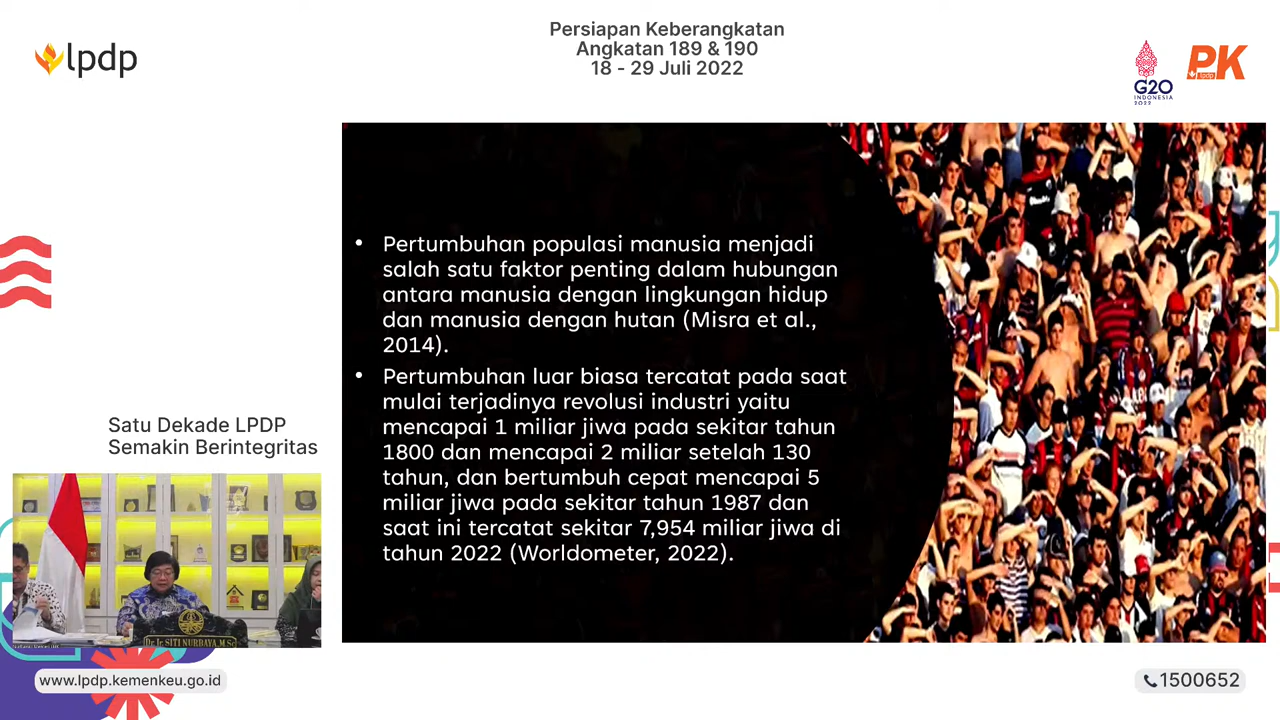 lpdp
Persiapan Keberangkatan
Angkatan 189 & 190
18 - 29 Juli 2022
G20
INDONESIA
2022
PK
lpdp
• Pertumbuhan populasi manusia menjadi
salah satu faktor penting dalam hubungan
antara manusia dengan lingkungan hidup
dan manusia dengan hutan (Misra et al.,
2014).
• Pertumbuhan luar biasa tercatat pada saat
mulai terjadinya revolusi industri yaitu
mencapai 1 miliar jiwa pada sekitar tahun
1800 dan mencapai 2 miliar setelah 130
tahun, dan bertumbuh cepat mencapai 5
miliar jiwa pada sekitar tahun 1987 dan
saat ini tercatat sekitar 7,954 miliar jiwa di
tahun 2022 (Worldometer, 2022).
Satu Dekade LPDP
Semakin Berintegritas
Dr. Ir. SITI NURBAYA, M.Sc
www.lpdp.kemenkeu.go.id
1500652